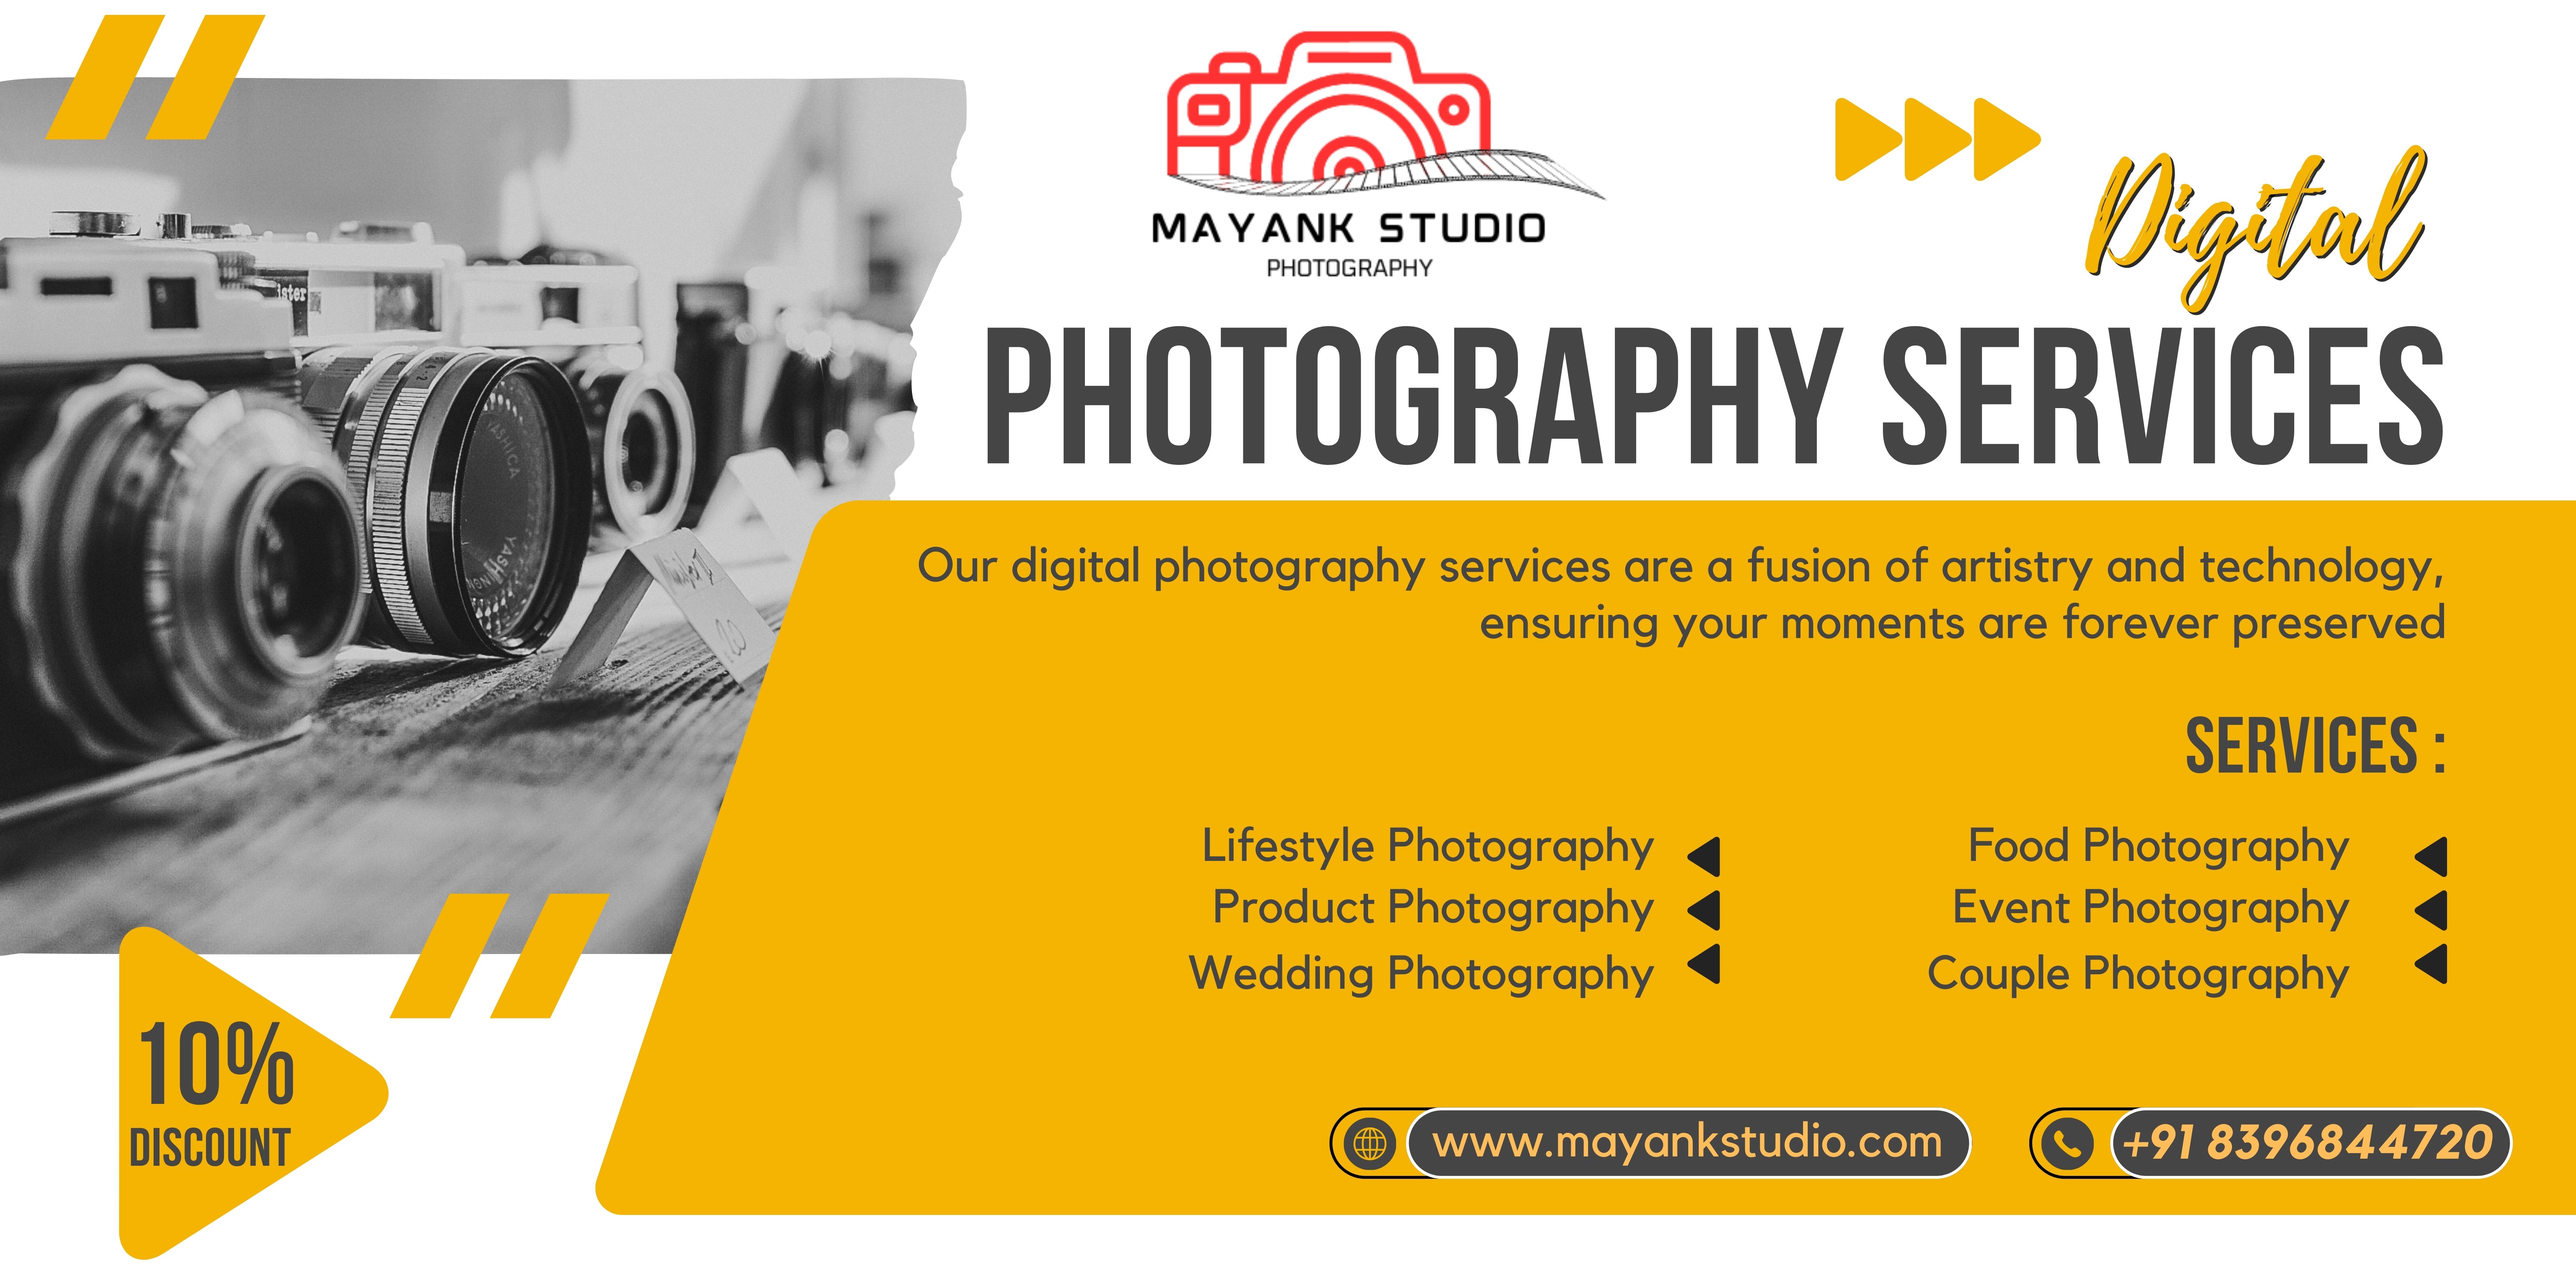 MAYANK STUDIO
PHOTOGRAPHY
Digital
PHOTOGRAPHY SERVICES
Our digital photography services are a fusion of artistry and technology,
ensuring your moments are forever preserved
SERVICES :
Lifestyle Photography
Product Photography
Wedding Photography
Food Photography
Event Photography
Couple Photography
10%
DISCOUNT
www.mayankstudio.com
+91 8396844720
ister
YASHICA